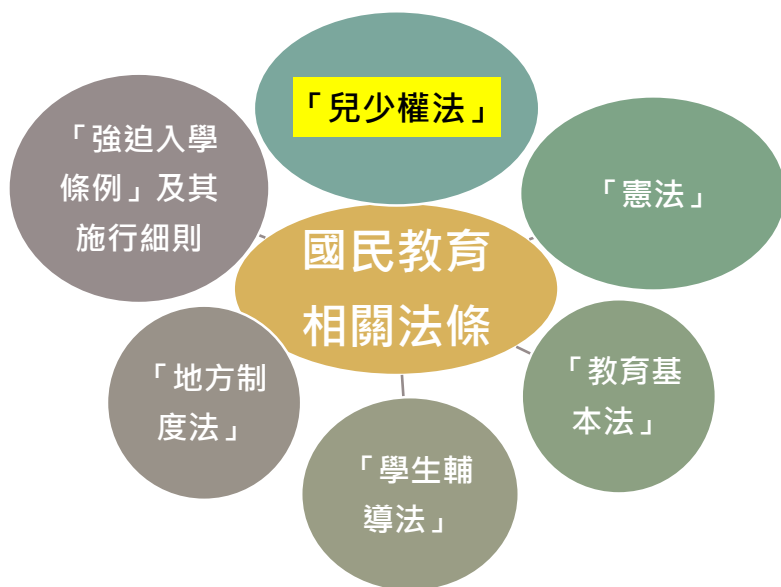 「兒少權法」
「強迫入學
條例」及其
施行細則
「憲法」
國民教育
相關法條
「地方制
度法」
「教育基
本法」
「學生輔
導法」